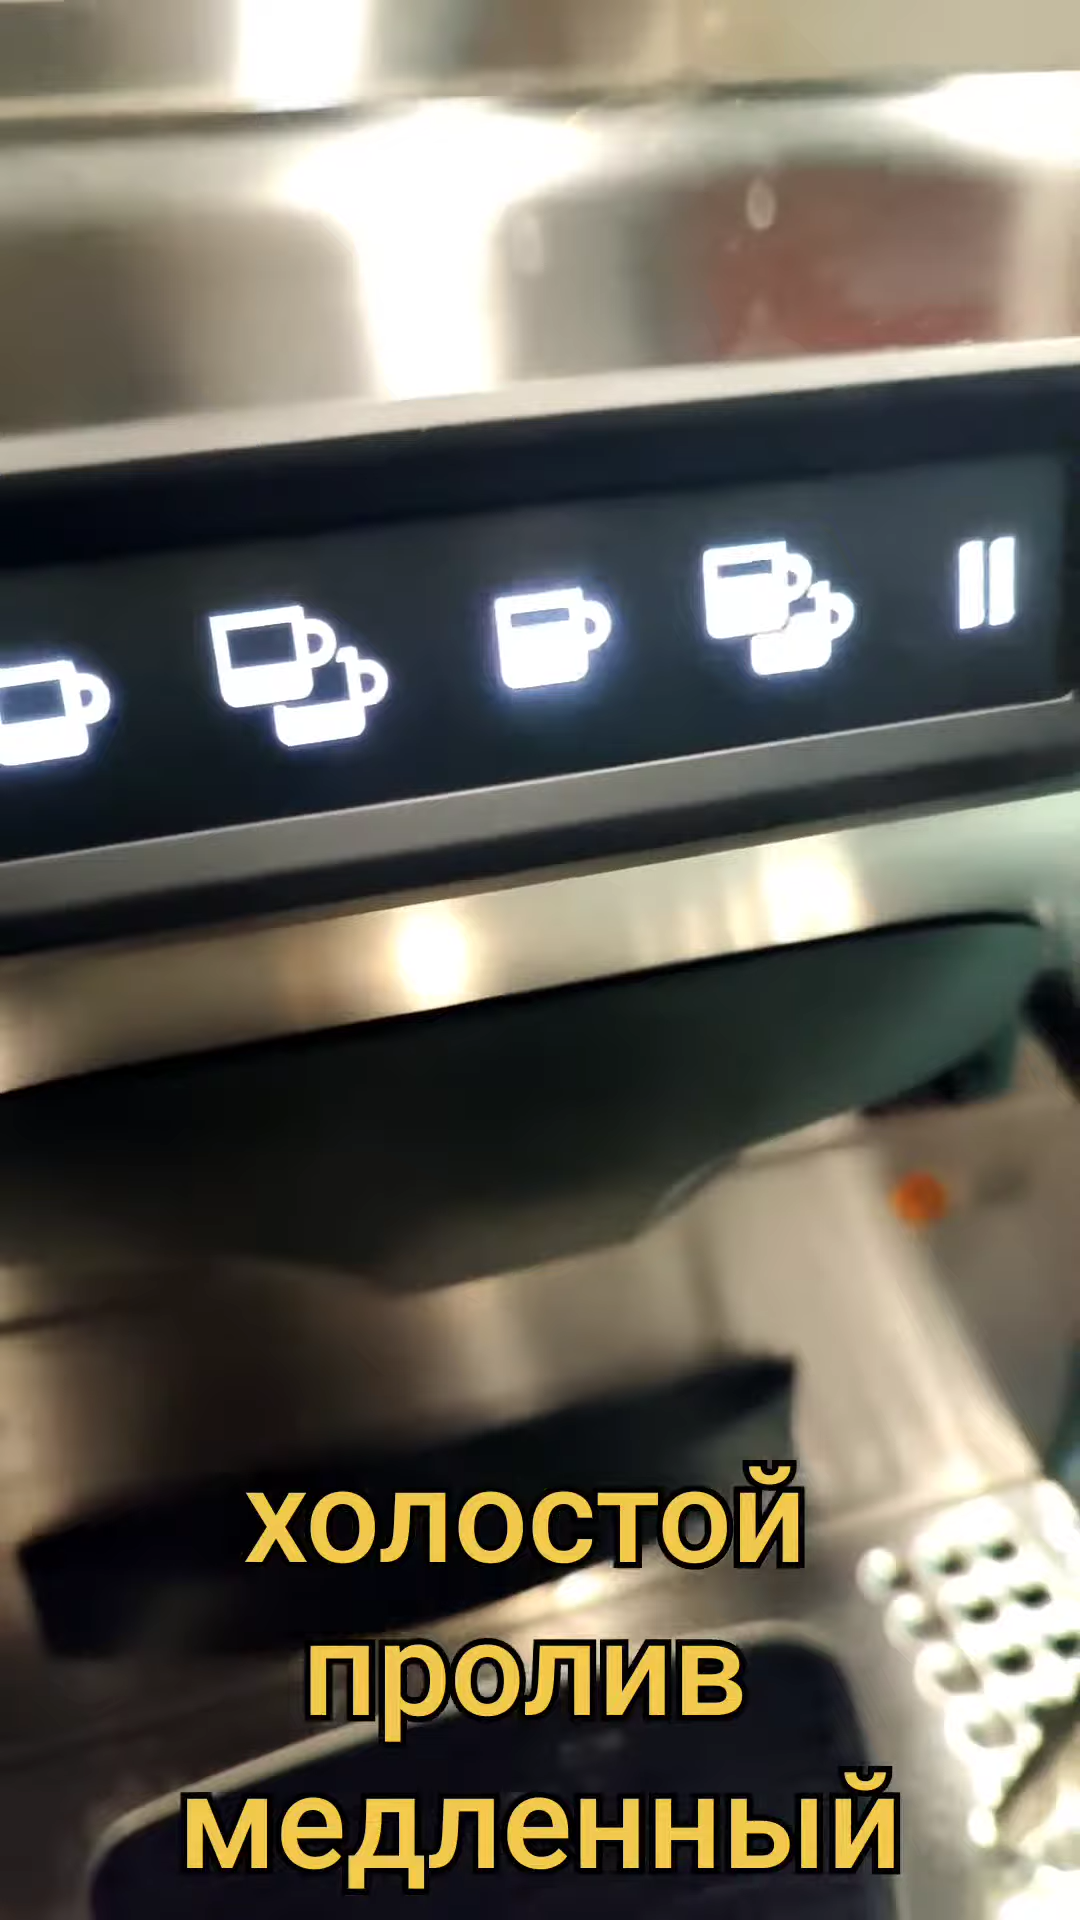 холостой
пролив
медленный